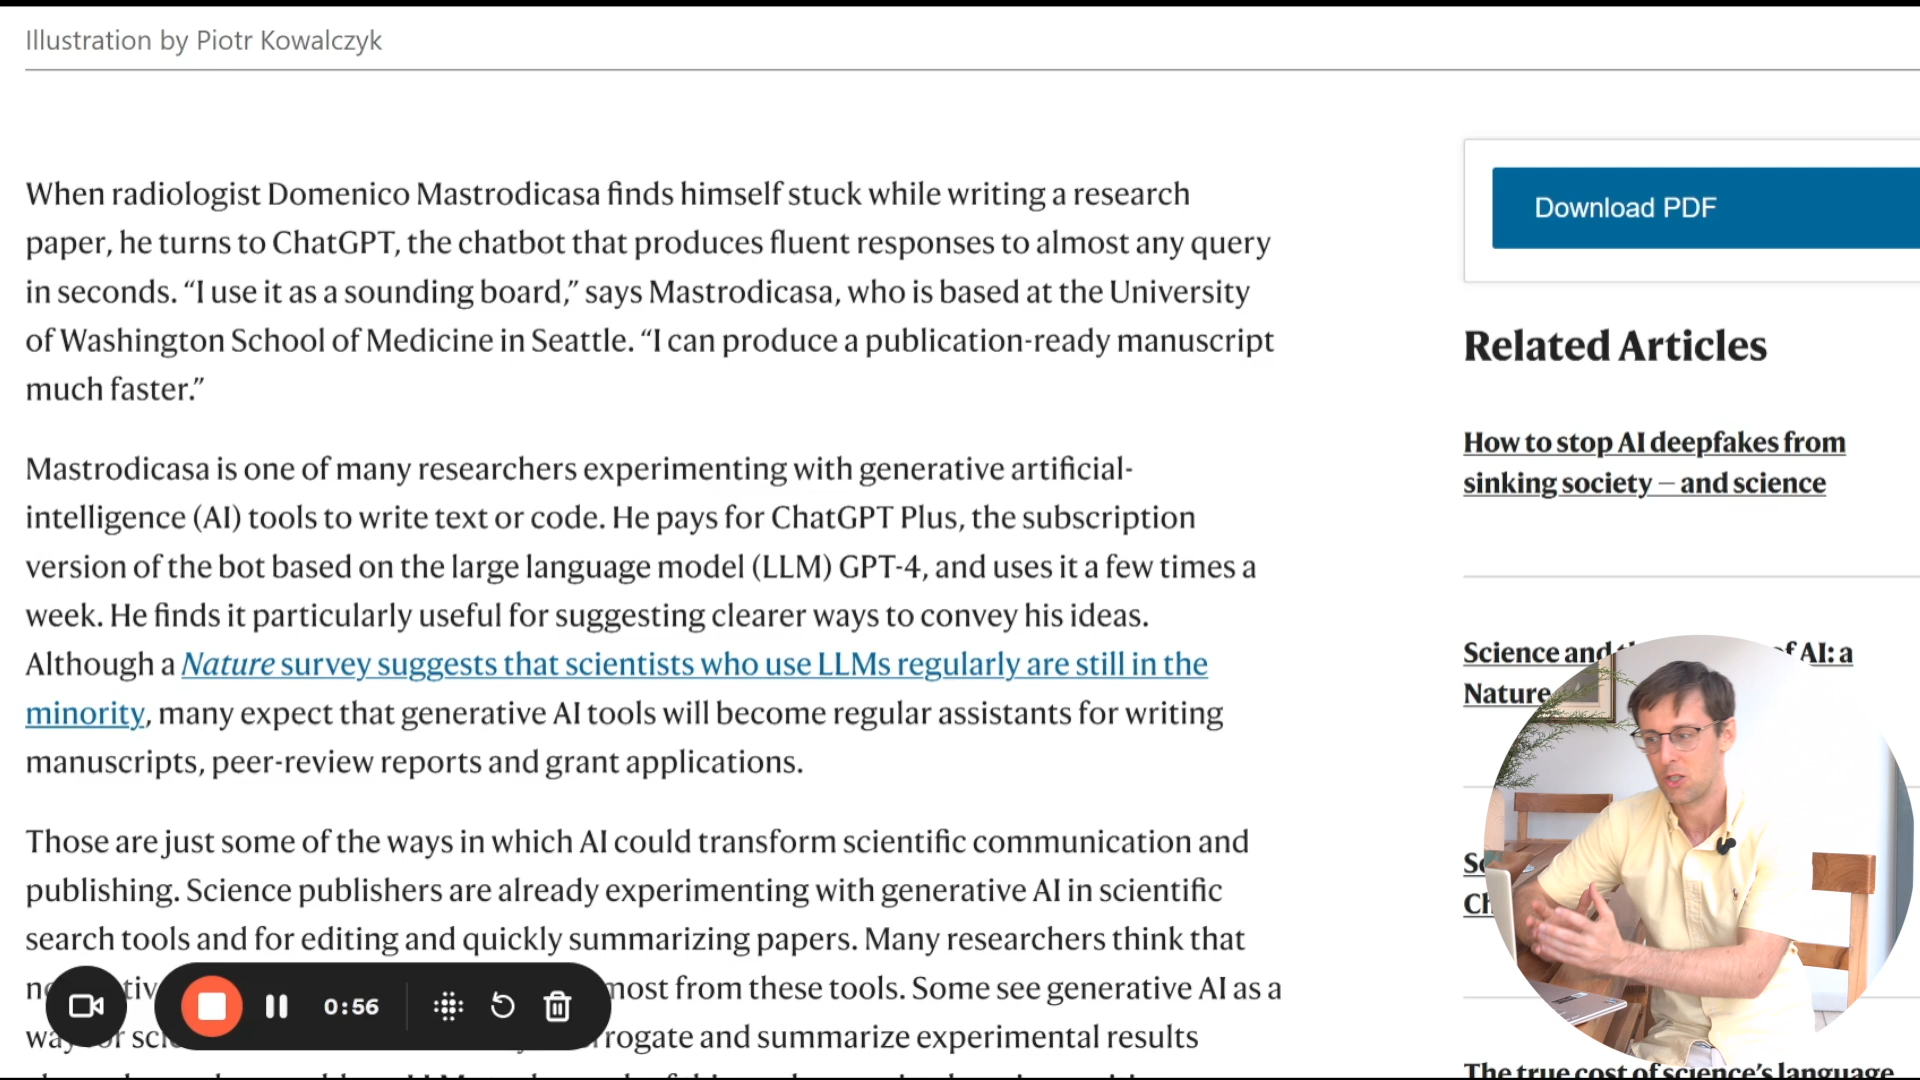 Illustration by Piotr Kowalczyk
When radiologist Domenico Mastrodicasa finds himself stuck while writing a research
paper, he turns to ChatGPT, the chatbot that produces fluent responses to almost any query
in seconds. “I use it as a sounding board,” says Mastrodicasa, who is based at the University
of Washington School of Medicine in Seattle. “I can produce a publication-ready manuscript
much faster.”
Mastrodicasa is one of many researchers experimenting with generative artificial-
intelligence (AI) tools to write text or code. He pays for ChatGPT Plus, the subscription
version of the bot based on the large language model (LLM) GPT-4, and uses it a few times a
week. He finds it particularly useful for suggesting clearer ways to convey his ideas.
Although a Nature survey suggests that scientists who use LLMs regularly are still in the
minority, many expect that generative AI tools will become regular assistants for writing
manuscripts, peer-review reports and grant applications.
Those are just some of the ways in which AI could transform scientific communication and
publishing. Science publishers are already experimenting with generative AI in scientific
search tools and for editing and quickly summarizing papers. Many researchers think that
most from these tools. Some see generative AI as a
and summarize experimental results
0:56
Download PDF
Related Articles
How to stop AI deepfakes from
sinking society — and science
Science and of AI: a
Nature
The true cost of science’s language